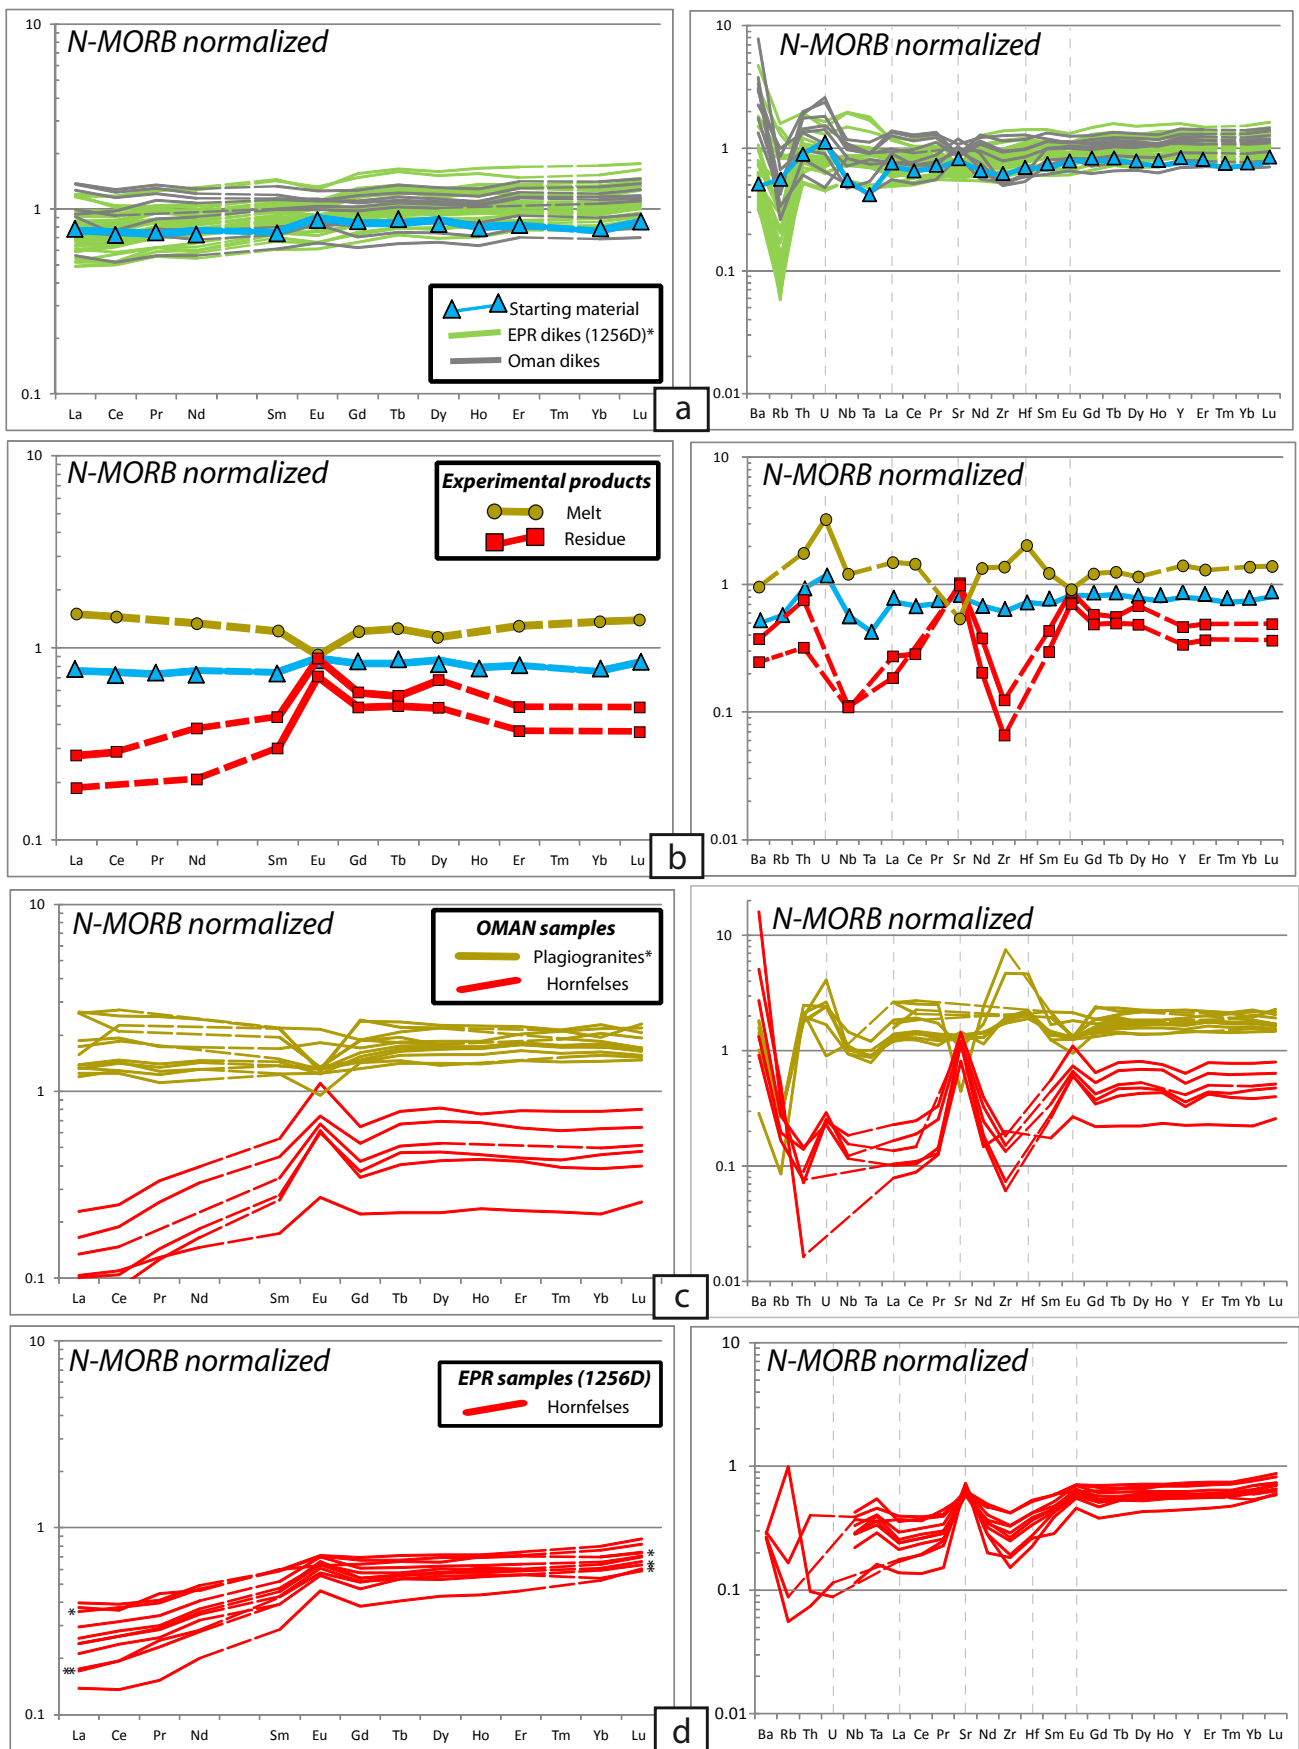 N-MORB normalized
10
1
0.1
Starting material
EPR dikes (1256D)*
Oman dikes
La Ce Pr Nd Sm Eu Gd Tb Dy Ho Er Tm Yb Lu
a
N-MORB normalized
10
1
0.1
0.01
Ba Rb Th U Nb Ta La Ce Pr Sr Nd Zr Hf Sm Eu Gd Tb Dy Ho Y Er Tm Yb Lu
N-MORB normalized
10
1
0.1
Experimental products
Melt
Residue
La Ce Pr Nd Sm Eu Gd Tb Dy Ho Er Tm Yb Lu
b
N-MORB normalized
10
1
0.1
0.01
Ba Rb Th U Nb Ta La Ce Pr Sr Nd Zr Hf Sm Eu Gd Tb Dy Ho Y Er Tm Yb Lu
N-MORB normalized
10
1
0.1
OMAN samples
Plagiogranites*
Hornfelses
La Ce Pr Nd Sm Eu Gd Tb Dy Ho Er Tm Yb Lu
c
N-MORB normalized
10
1
0.1
0.01
Ba Rb Th U Nb Ta La Ce Pr Sr Nd Zr Hf Sm Eu Gd Tb Dy Ho Y Er Tm Yb Lu
N-MORB normalized
10
1
0.1
EPR samples (1256D)
Hornfelses
*
**
*
*
*
La Ce Pr Nd Sm Eu Gd Tb Dy Ho Er Tm Yb Lu
d
N-MORB normalized
10
1
0.1
0.01
Ba Rb Th U Nb Ta La Ce Pr Sr Nd Zr Hf Sm Eu Gd Tb Dy Ho Y Er Tm Yb Lu